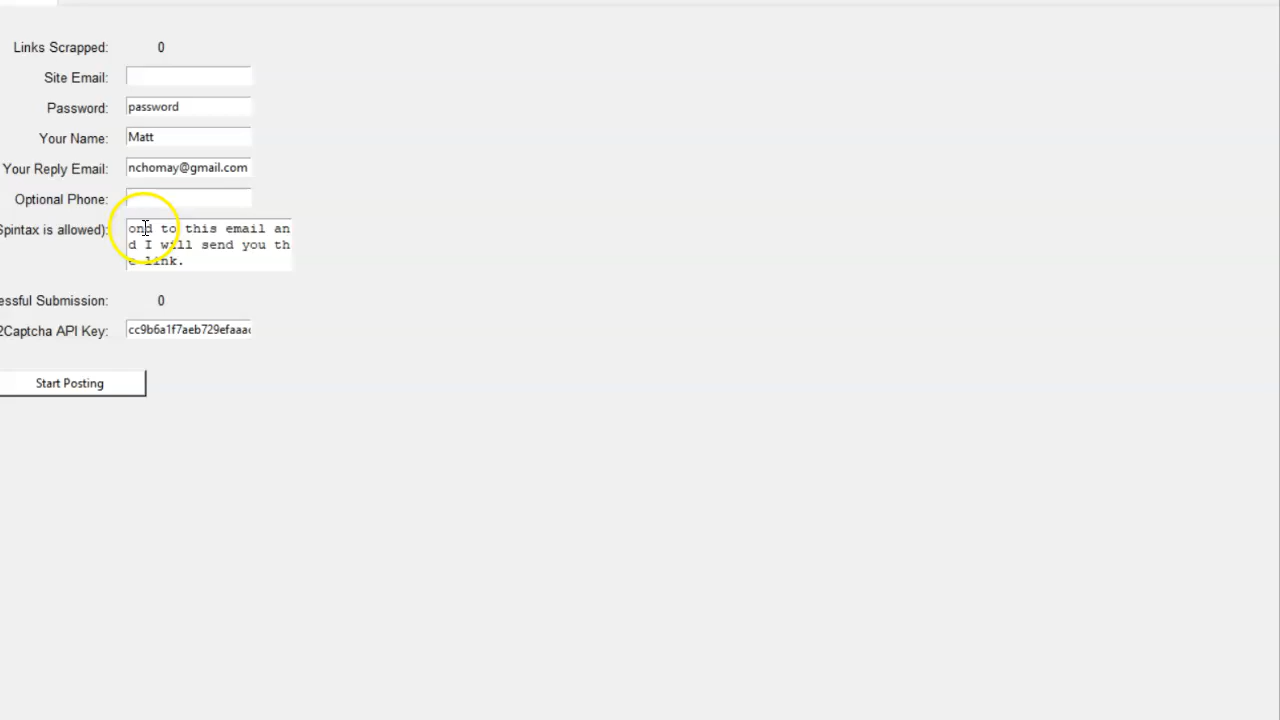 Links Scrapped: 0
Site Email:
Password: password
Your Name: Matt
Your Reply Email: nchomay@gmail.com
Optional Phone:
Spintax is allowed): ond to this email an
d I will send you th
e link.
essful Submission: 0
2Captcha API Key: cc9b6a1f7aeb729efaaac
Start Posting